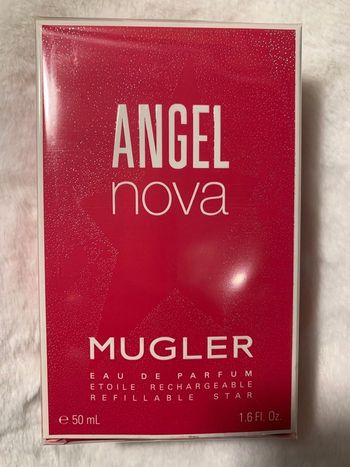 ANGEL
nova
MUGLER
EAU DE PARFUM
ETOILE RECHARGEABLE
REFILLABLE STAR
℮ 50 mL 1.6 Fl. Oz.